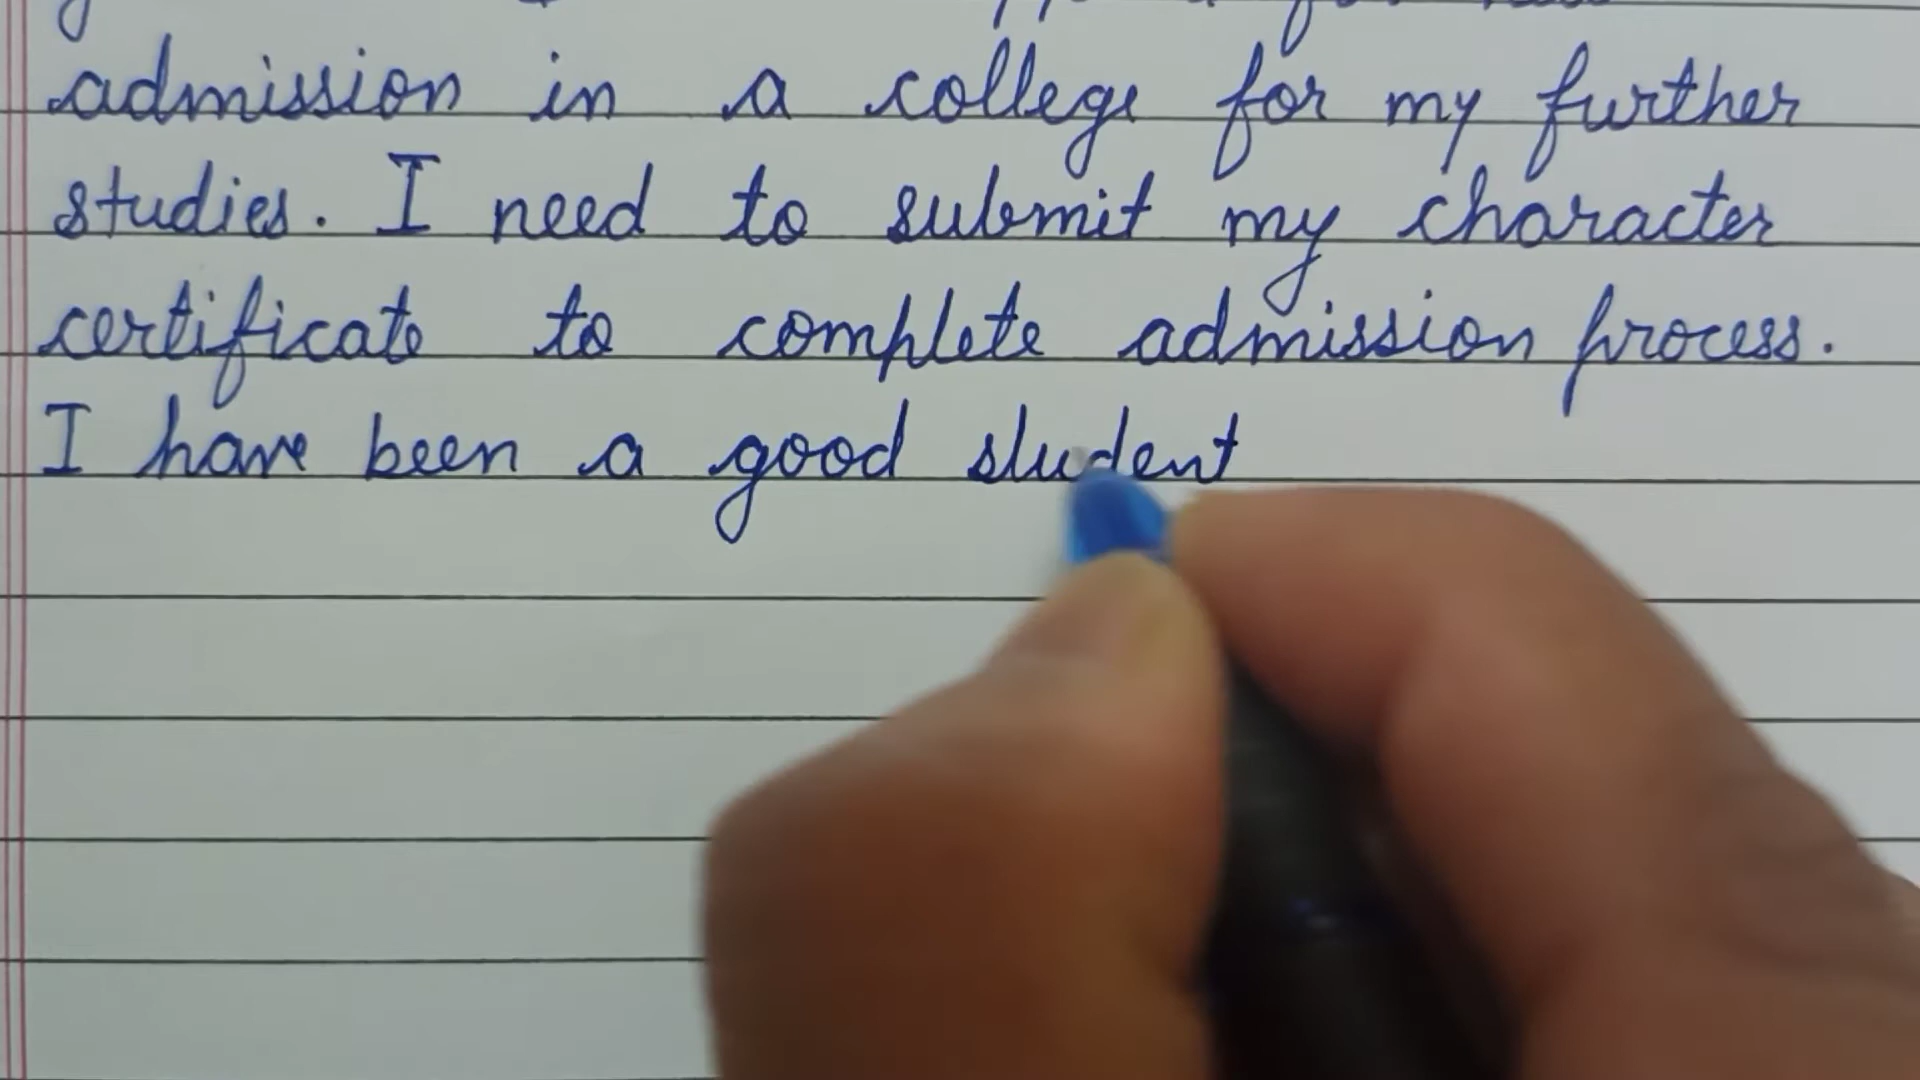 admission in a college for my further
studies. I need to submit my character
certificate to complete admission process.
I have been a good student